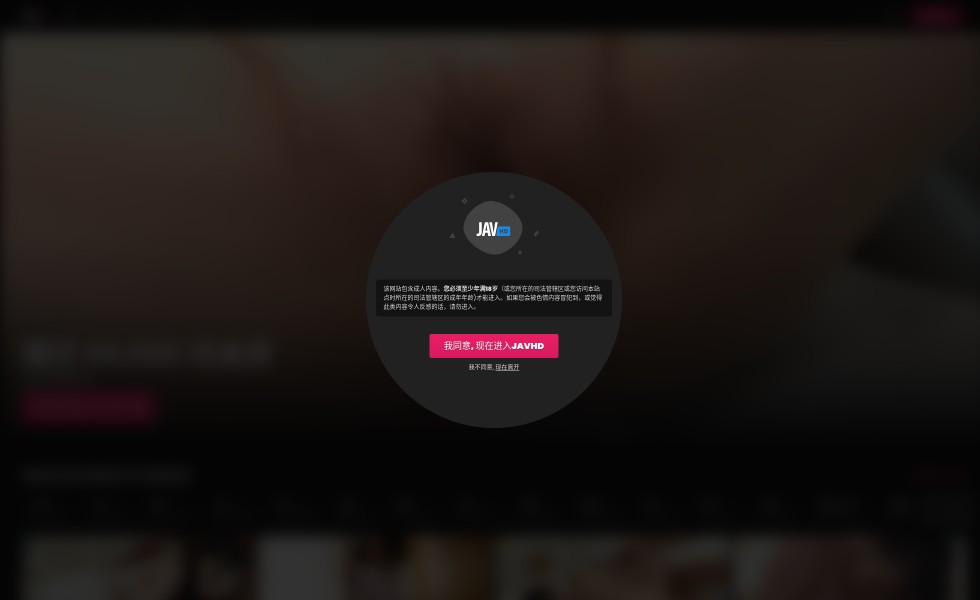 JAV HD
该网站包含成人内容。您必须至少年满18岁（或您所在的司法管辖区或您访问本站
点时所在的司法管辖区的成年年龄)才能进入。如果您会被色情内容冒犯到，或觉得
此类内容令人反感的话，请勿进入。
我同意, 现在进入JAVHD
我不同意, 现在离开